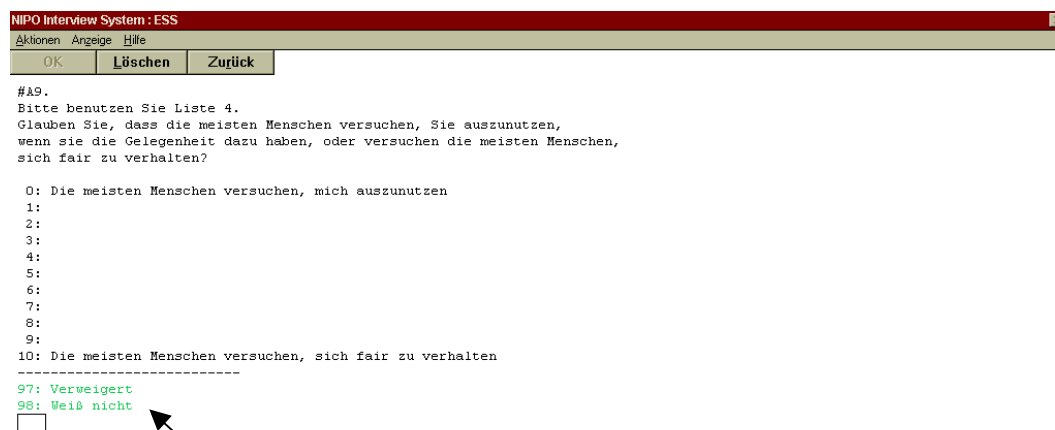 NIPO Interview System : ESS
Aktionen Anzeige Hilfe
OK Löschen Zurück
#A9.
Bitte benutzen Sie Liste 4.
Glauben Sie, dass die meisten Menschen versuchen, Sie auszunutzen,
wenn sie die Gelegenheit dazu haben, oder versuchen die meisten Menschen,
sich fair zu verhalten?
0: Die meisten Menschen versuchen, mich auszunutzen
1:
2:
3:
4:
5:
6:
7:
8:
9:
10: Die meisten Menschen versuchen, sich fair zu verhalten
---------------------------
97: Verweigert
98: Weiß nicht